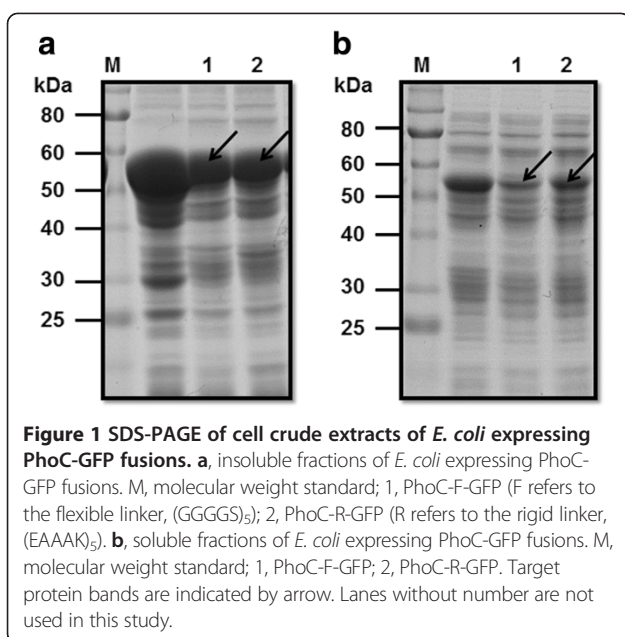 a
M 1 2
kDa
80
60
50
40
30
25
b
M 1 2
kDa
80
60
50
40
30
25
Figure 1 SDS-PAGE of cell crude extracts of E. coli expressing
PhoC-GFP fusions. a, insoluble fractions of E. coli expressing PhoC-
GFP fusions. M, molecular weight standard; 1, PhoC-F-GFP (F refers to
the flexible linker, (GGGGS)₅); 2, PhoC-R-GFP (R refers to the rigid linker,
(EAAAK)₅). b, soluble fractions of E. coli expressing PhoC-GFP fusions. M,
molecular weight standard; 1, PhoC-F-GFP; 2, PhoC-R-GFP. Target
protein bands are indicated by arrow. Lanes without number are not
used in this study.